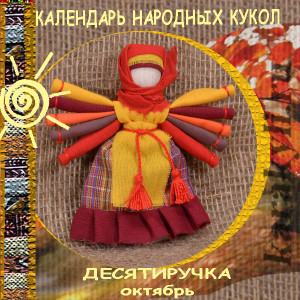 КАЛЕНДАРЬ НАРОДНЫХ КУКОЛ
ДЕСЯТИРУЧКА
октябрь